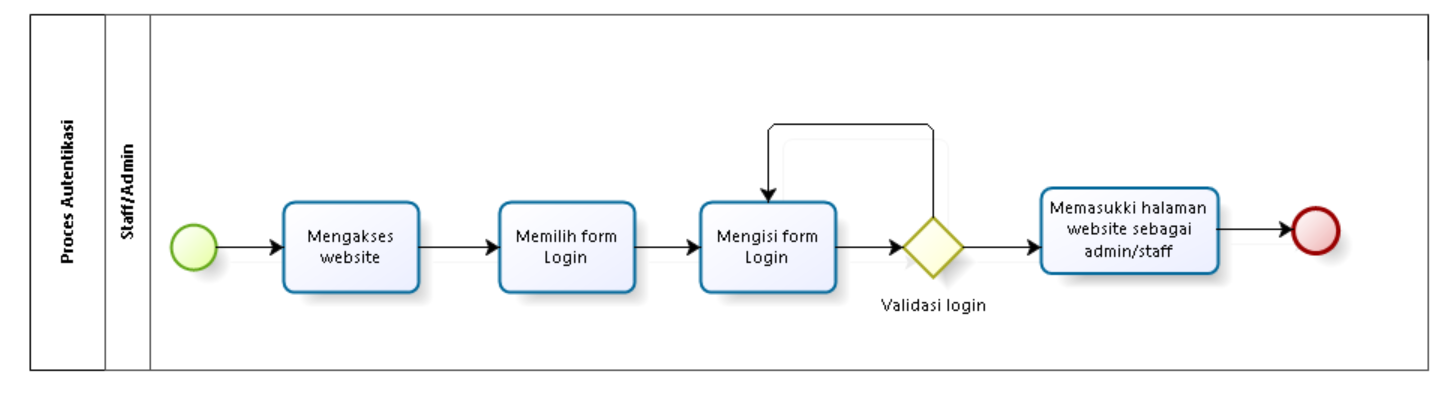 Proces Autentikasi
Staff/Admin
Mengakses
website
Memilih form
Login
Mengisi form
Login
Validasi login
Memasukki halaman
website sebagai
admin/staff